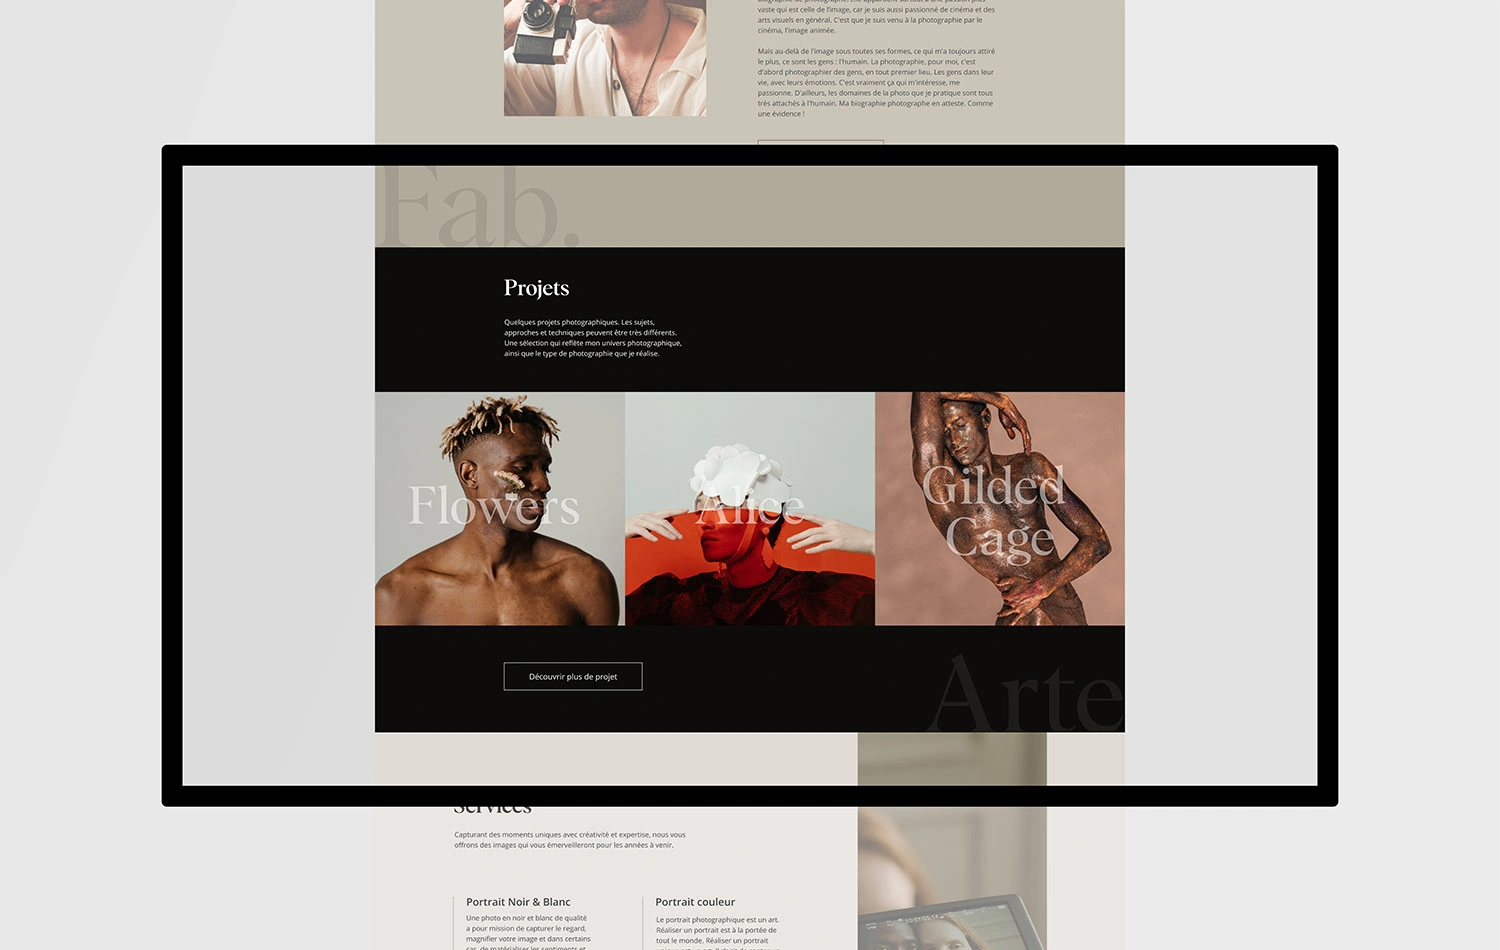 vaste qui est celle de l'image, car je suis aussi passionné de cinéma et des
arts visuels en général. C'est que je suis venu à la photographie par le
cinéma, l'image animée.
Mais au-delà de l'image sous toutes ses formes, ce qui m'a toujours attiré
le plus, ce sont les gens : l'humain. La photographie, pour moi, c'est
d'abord photographier des gens, en tout premier lieu. Les gens dans leur
vie, avec leurs émotions. C'est vraiment ça qui m'intéresse, me
passionne. D'ailleurs, les domaines de la photo que je pratique sont tous
très attachés à l'humain. Ma biographie photographe en atteste. Comme
une évidence !
Fab.
Projets
Quelques projets photographiques. Les sujets,
approches et techniques peuvent être très différents.
Une sélection qui reflète mon univers photographique,
ainsi que le type de photographie que je réalise.
Flowers
Alice
Gilded
Cage
Découvrir plus de projet
Arte
Services
Capturant des moments uniques avec créativité et expertise, nous vous
offrons des images qui vous émerveilleront pour les années à venir.
Portrait Noir & Blanc
Une photo en noir et blanc de qualité
a pour mission de capturer le regard,
magnifier votre image et dans certains
cas, de matérialiser les sentiments et
Portrait couleur
Le portrait photographique est un art.
Réaliser un portrait est à la portée de
tout le monde. Réaliser un portrait